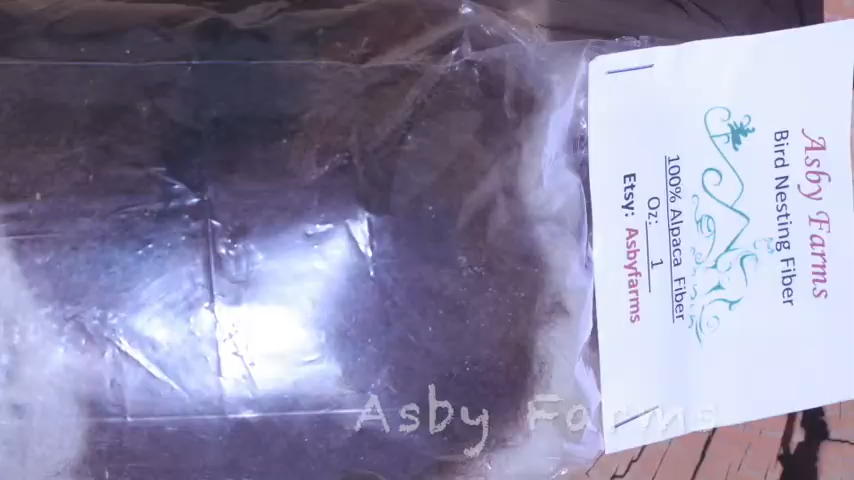 Asby Farms
Bird Nesting Fiber
100% Alpaca Fiber
Oz: 1
Etsy: Asbyfarms
Asby Farms